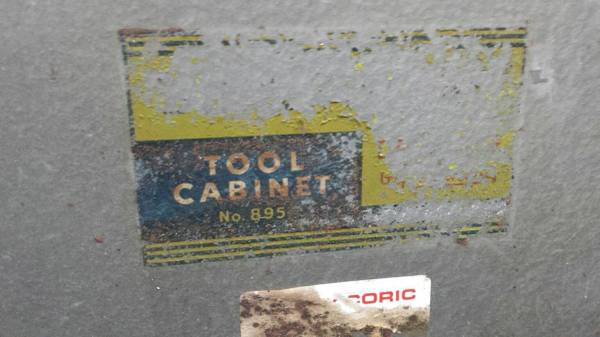 TOOL
CABINET
No. 895
CORIC